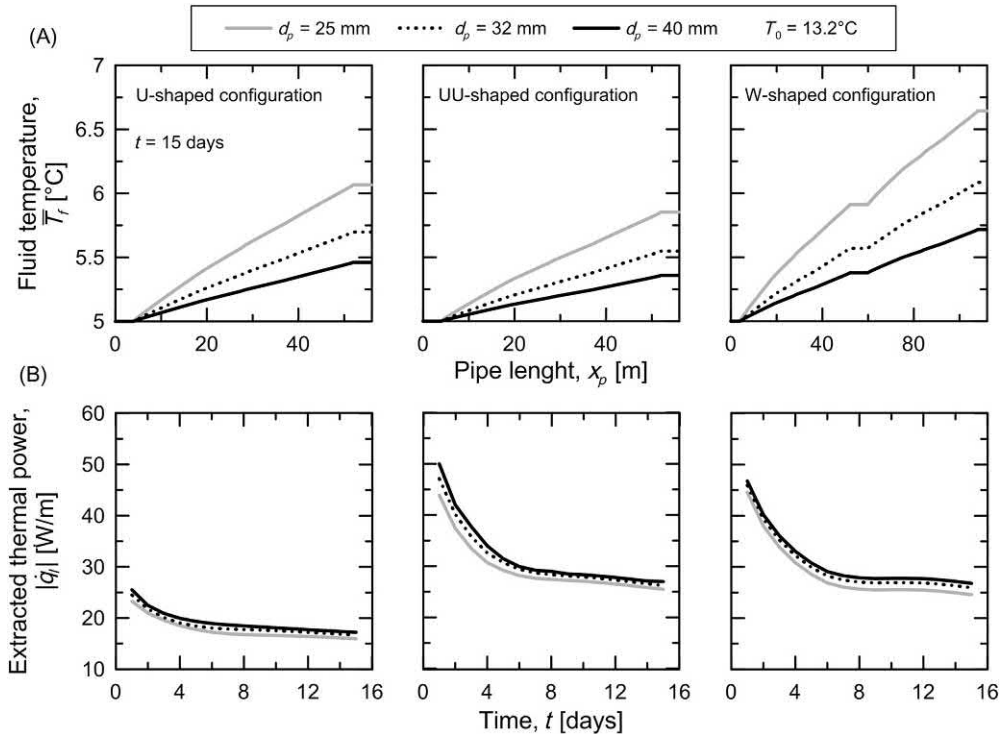 d_p = 25 mm d_p = 32 mm d_p = 40 mm T_0 = 13.2°C
(A)
Fluid temperature,
T_f [°C]
7
6.5
6
5.5
5
U-shaped configuration
t = 15 days
UU-shaped configuration
W-shaped configuration
0 20 40
0 20 40
0 20 40 60 80
Pipe lenght, x_p [m]
(B)
Extracted thermal power,
|q̇_l| [W/m]
60
50
40
30
20
10
0 4 8 12 16
0 4 8 12 16
0 4 8 12 16
Time, t [days]